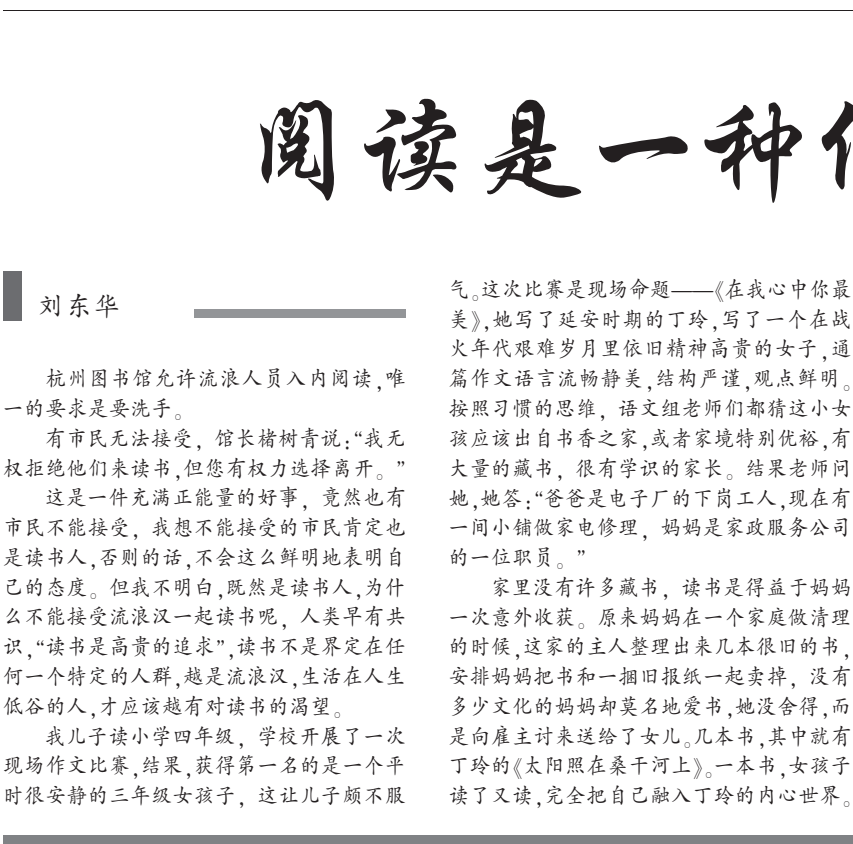 阅读是一种
刘东华
杭州图书馆允许流浪人员入内阅读,唯
一的要求是要洗手。
有市民无法接受，馆长褚树青说:“我无
权拒绝他们来读书,但您有权力选择离开。”
这是一件充满正能量的好事，竟然也有
市民不能接受，我想不能接受的市民肯定也
是读书人,否则的话,不会这么鲜明地表明自
己的态度。但我不明白,既然是读书人,为什
么不能接受流浪汉一起读书呢，人类早有共
识,“读书是高贵的追求”,读书不是界定在任
何一个特定的人群,越是流浪汉,生活在人生
低谷的人,才应该越有对读书的渴望。
我儿子读小学四年级，学校开展了一次
现场作文比赛,结果,获得第一名的是一个平
时很安静的三年级女孩子，这让儿子颇不服
气。这次比赛是现场命题——《在我心中你最
美》,她写了延安时期的丁玲,写了一个在战
火年代艰难岁月里依旧精神高贵的女子,通
篇作文语言流畅静美,结构严谨,观点鲜明。
按照习惯的思维，语文组老师们都猜这小女
孩应该出自书香之家,或者家境特别优裕,有
大量的藏书，很有学识的家长。结果老师问
她,她答:“爸爸是电子厂的下岗工人,现在有
一间小铺做家电修理，妈妈是家政服务公司
的一位职员。”
家里没有许多藏书，读书是得益于妈妈
一次意外收获。原来妈妈在一个家庭做清理
的时候,这家的主人整理出来几本很旧的书,
安排妈妈把书和一捆旧报纸一起卖掉，没有
多少文化的妈妈却莫名地爱书,她没舍得,而
是向雇主讨来送给了女儿。几本书,其中就有
丁玲的《太阳照在桑干河上》。一本书,女孩子
读了又读,完全把自己融入丁玲的内心世界。